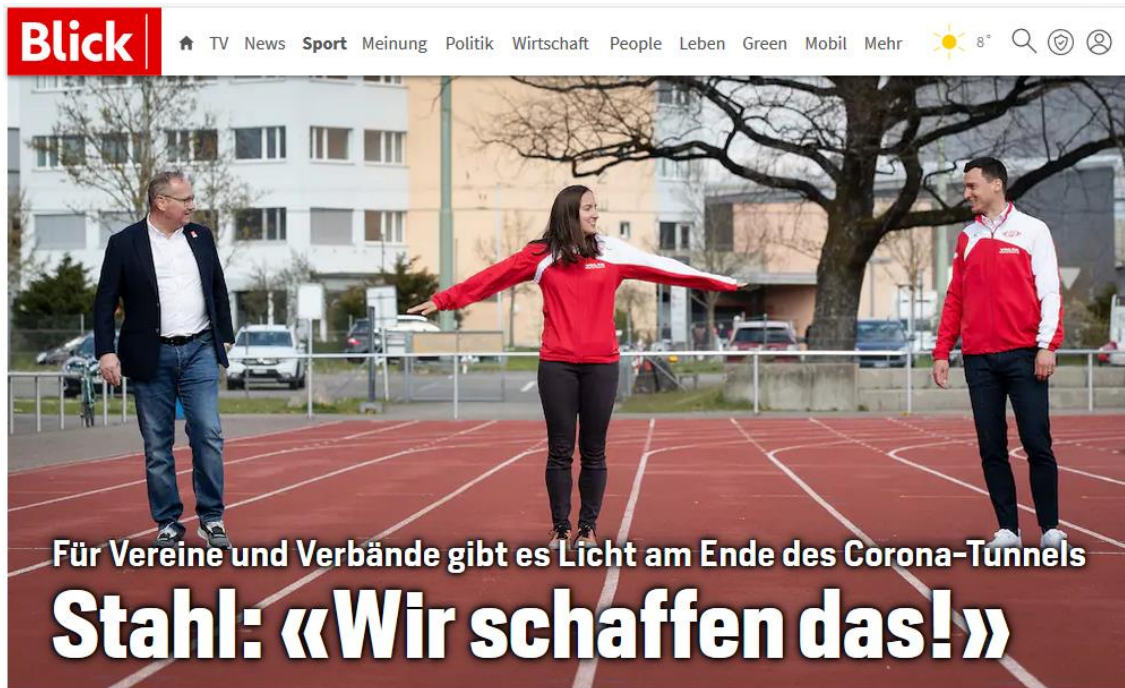 Blick
TV News Sport Meinung Politik Wirtschaft People Leben Green Mobil Mehr 8°
Für Vereine und Verbände gibt es Licht am Ende des Corona-Tunnels
Stahl: «Wir schaffen das!»